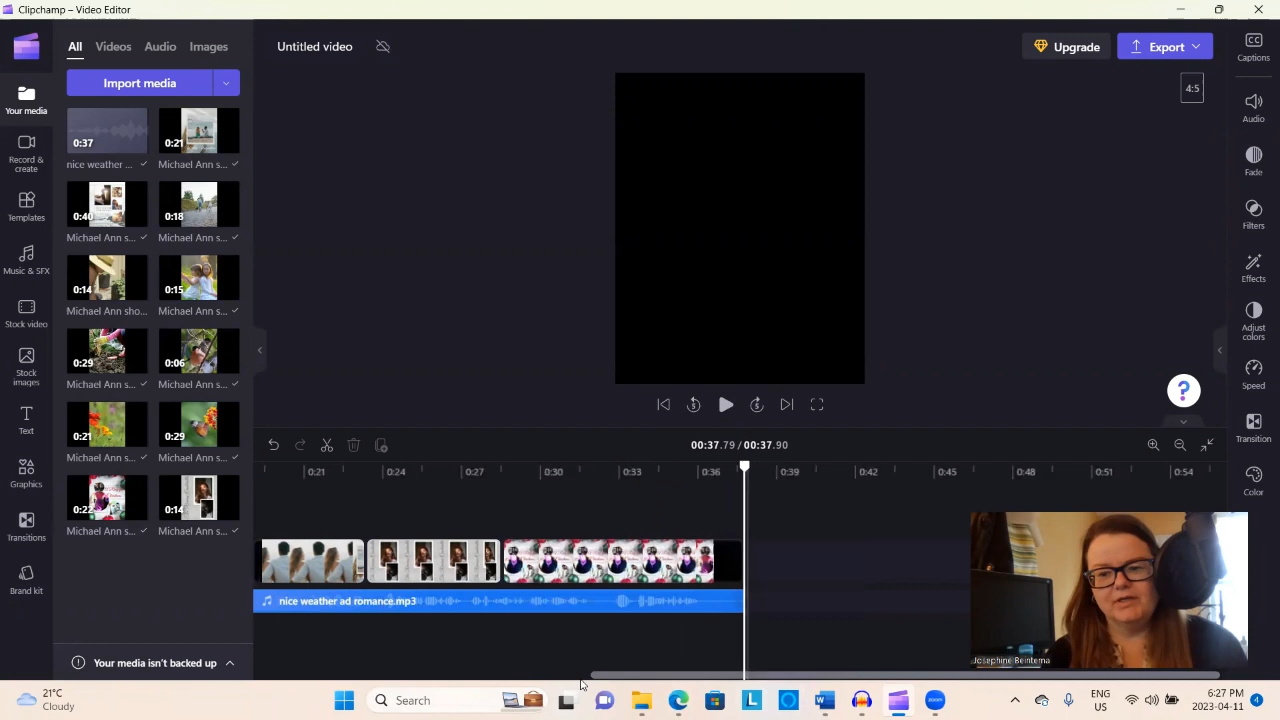 Clipchamp – Video Editor
All Videos Audio Images
Untitled video
Upgrade
Export
CC
Captions
Import media
4:5
Your media
0:37
0:21
Audio
nice weather ...
Michael Ann s...
Record &
create
0:40
0:18
Fade
Templates
Michael Ann s...
Michael Ann s...
Filters
Music & SFX
0:14
0:15
Effects
Michael Ann sho...
Michael Ann s...
Stock video
Adjust
colors
0:29
0:06
Stock
images
Michael Ann s...
Michael Ann s...
5
5
?
Speed
Text
0:21
0:29
Transition
00:37.79 / 00:37.90
Michael Ann s...
Michael Ann s...
0:21 0:24 0:27 0:30 0:33 0:36 0:39 0:42 0:45 0:48 0:51 0:54
Graphics
Color
0:22
0:14
Michael Ann s...
Michael Ann s...
Transitions
Brand kit
nice weather ad romance.mp3
Your media isn't backed up
Josephine Beintema
21°C
Cloudy
Search
L
W
zoom
ENG
US
6:27 PM
2023-04-11
4